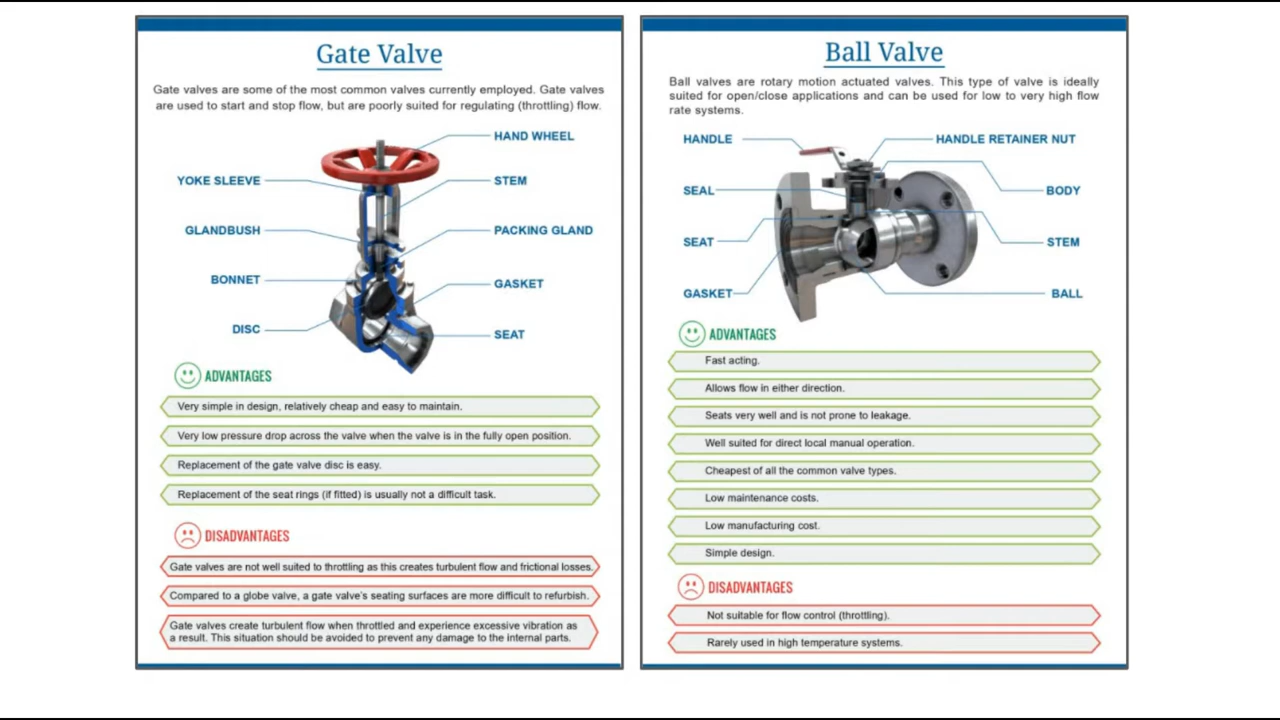 Gate Valve
Gate valves are some of the most common valves currently employed. Gate valves
are used to start and stop flow, but are poorly suited for regulating (throttling) flow.
HAND WHEEL
YOKE SLEEVE
STEM
GLANDBUSH
PACKING GLAND
BONNET
GASKET
DISC
SEAT
ADVANTAGES
Very simple in design, relatively cheap and easy to maintain.
Very low pressure drop across the valve when the valve is in the fully open position.
Replacement of the gate valve disc is easy.
Replacement of the seat rings (if fitted) is usually not a difficult task.
DISADVANTAGES
Gate valves are not well suited to throttling as this creates turbulent flow and frictional losses.
Compared to a globe valve, a gate valve's seating surfaces are more difficult to refurbish.
Gate valves create turbulent flow when throttled and experience excessive vibration as
a result. This situation should be avoided to prevent any damage to the internal parts.
Ball Valve
Ball valves are rotary motion actuated valves. This type of valve is ideally
suited for open/close applications and can be used for low to very high flow
rate systems.
HANDLE
HANDLE RETAINER NUT
SEAL
BODY
SEAT
STEM
GASKET
BALL
ADVANTAGES
Fast acting.
Allows flow in either direction.
Seats very well and is not prone to leakage.
Well suited for direct local manual operation.
Cheapest of all the common valve types.
Low maintenance costs.
Low manufacturing cost.
Simple design.
DISADVANTAGES
Not suitable for flow control (throttling).
Rarely used in high temperature systems.